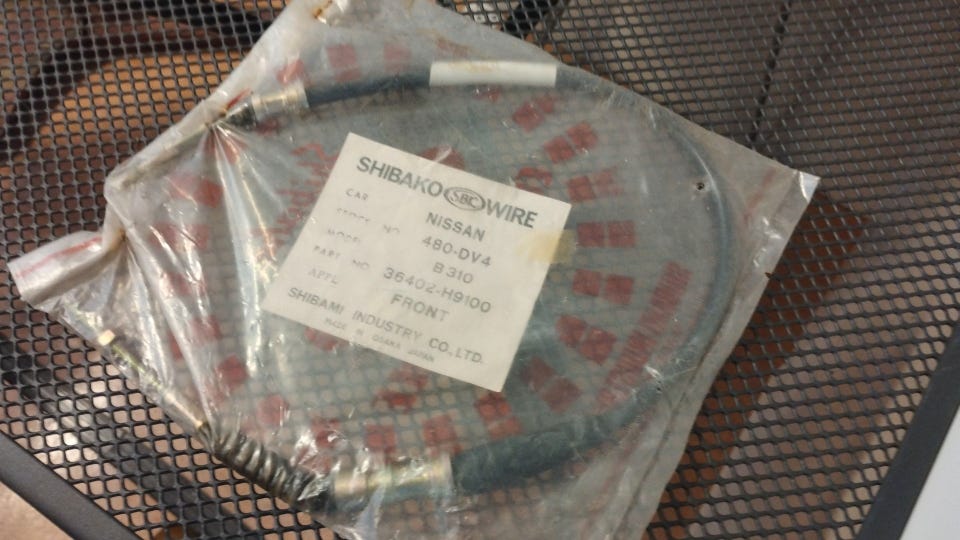 SHIBAKO SBC WIRE
CAR NISSAN
STOCK NO. 480-DV4
MODEL B310
PART NO. 36402-H9100
APPL. FRONT
SHIBAMI INDUSTRY CO., LTD.
MADE IN OSAKA JAPAN